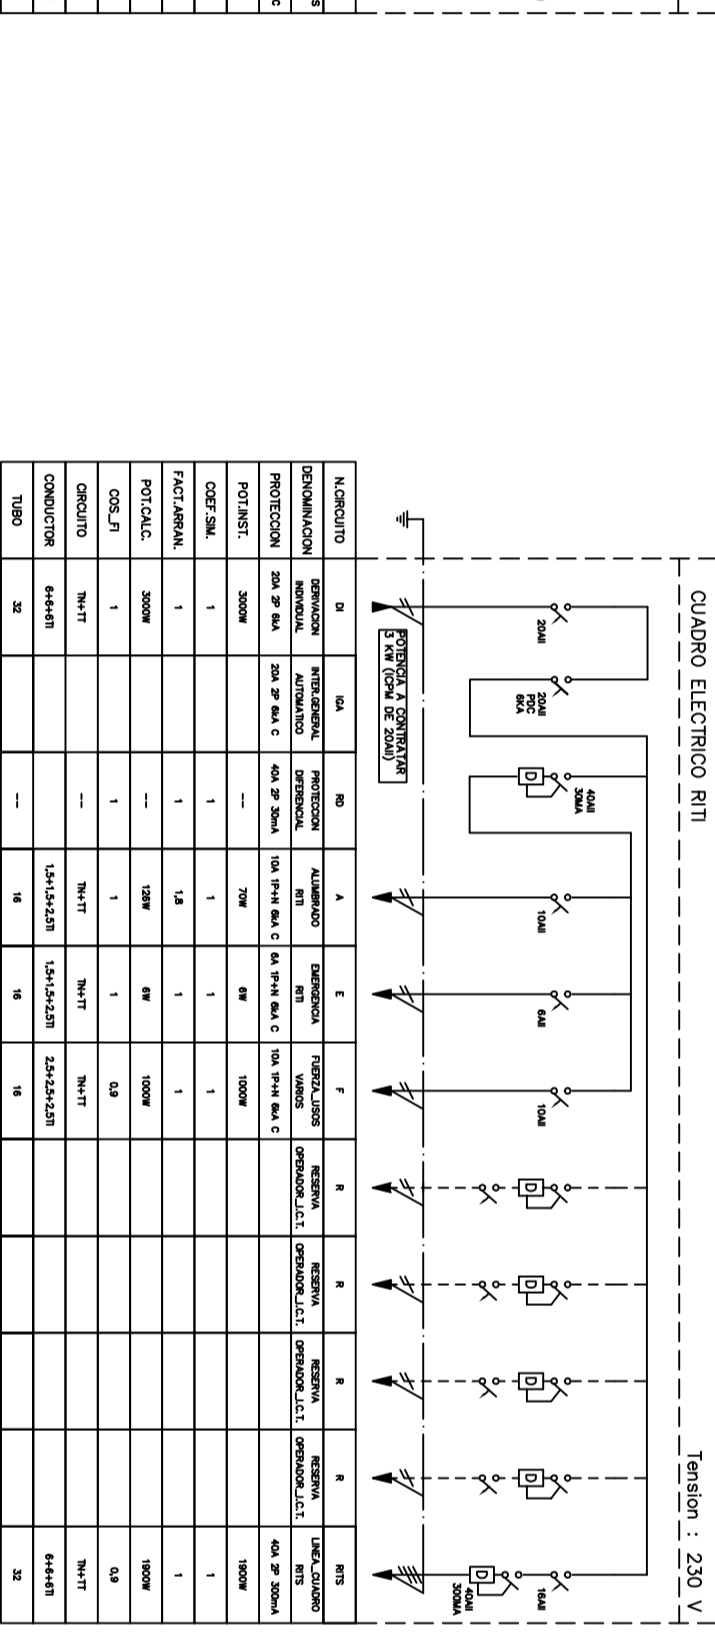 CUADRO ELECTRICO RITI
Tension : 230 V
20AII
20AII
PDC
6KA
40AII
30MA
10AII
6AII
10AII
16AII
40AII
300MA
D
D
D
D
D
D
POTENCIA A CONTRATAR
3 KW (ICPM DE 20AII)
N.CIRCUITO DI IGA RD A E F R R R R RITS
DENOMINACION DERIVACION INDIVIDUAL INTER.GENERAL AUTOMATICO PROTECCION DIFERENCIAL ALUMBRADO RITI EMERGENCIA RITI FUERZA_USOS VARIOS RESERVA OPERADOR_I.C.T. RESERVA OPERADOR_I.C.T. RESERVA OPERADOR_I.C.T. RESERVA OPERADOR_I.C.T. LINEA_CUADRO RITS
PROTECCION 20A 2P 6kA 20A 2P 6kA C 40A 2P 30mA 10A 1P+N 6kA C 6A 1P+N 6kA C 10A 1P+N 6kA C 40A 2P 300mA
POT.INST. 3000W -- 70W 6W 1000W 1900W
COEF.SIM. 1 1 1 1 1 1
FACT.ARRAN. 1 1 1,8 1 1 1
POT.CALC. 3000W -- 126W 6W 1000W 1900W
COS_FI 1 1 1 1 0,9 0,9
CIRCUITO 1N+TT -- 1N+TT 1N+TT 1N+TT 1N+TT
CONDUCTOR 6+6+6TT 1,5+1,5+2,5TT 1,5+1,5+2,5TT 2,5+2,5+2,5TT 6+6+6TT
TUBO 32 -- 16 16 16 32
S
C